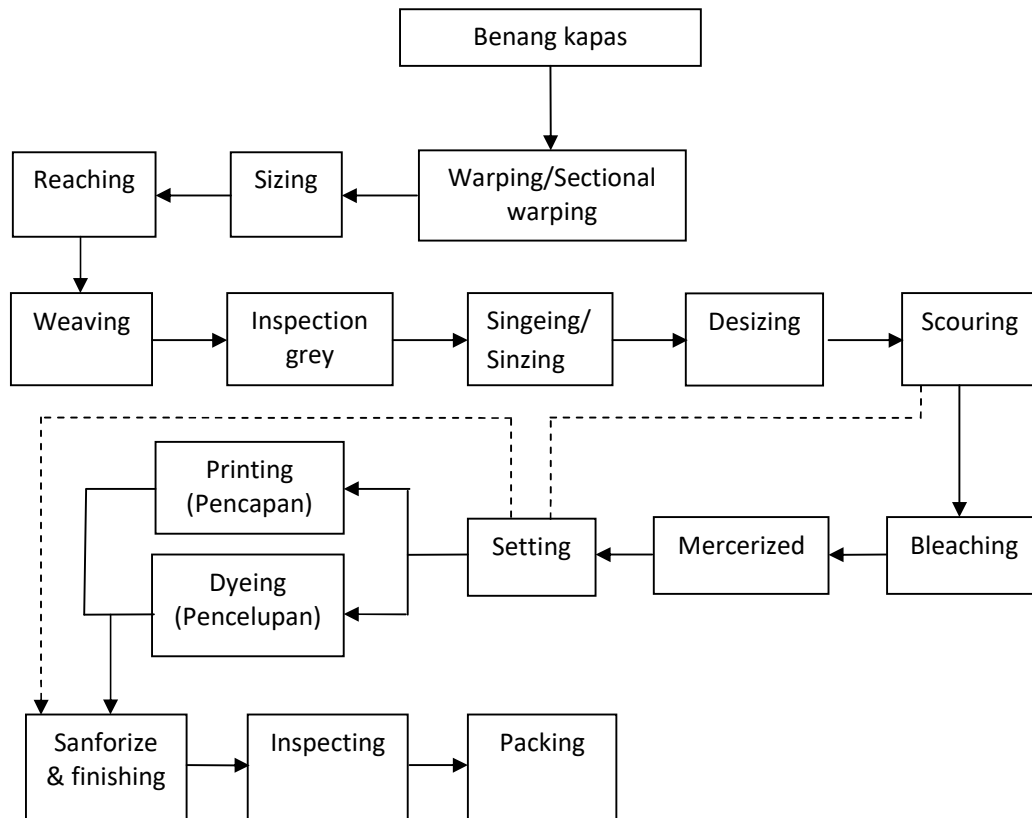 Benang kapas
Reaching
Sizing
Warping/Sectional
warping
Weaving
Inspection
grey
Singeing/
Sinzing
Desizing
Scouring
Printing
(Pencapan)
Setting
Mercerized
Bleaching
Dyeing
(Pencelupan)
Sanforize
& finishing
Inspecting
Packing